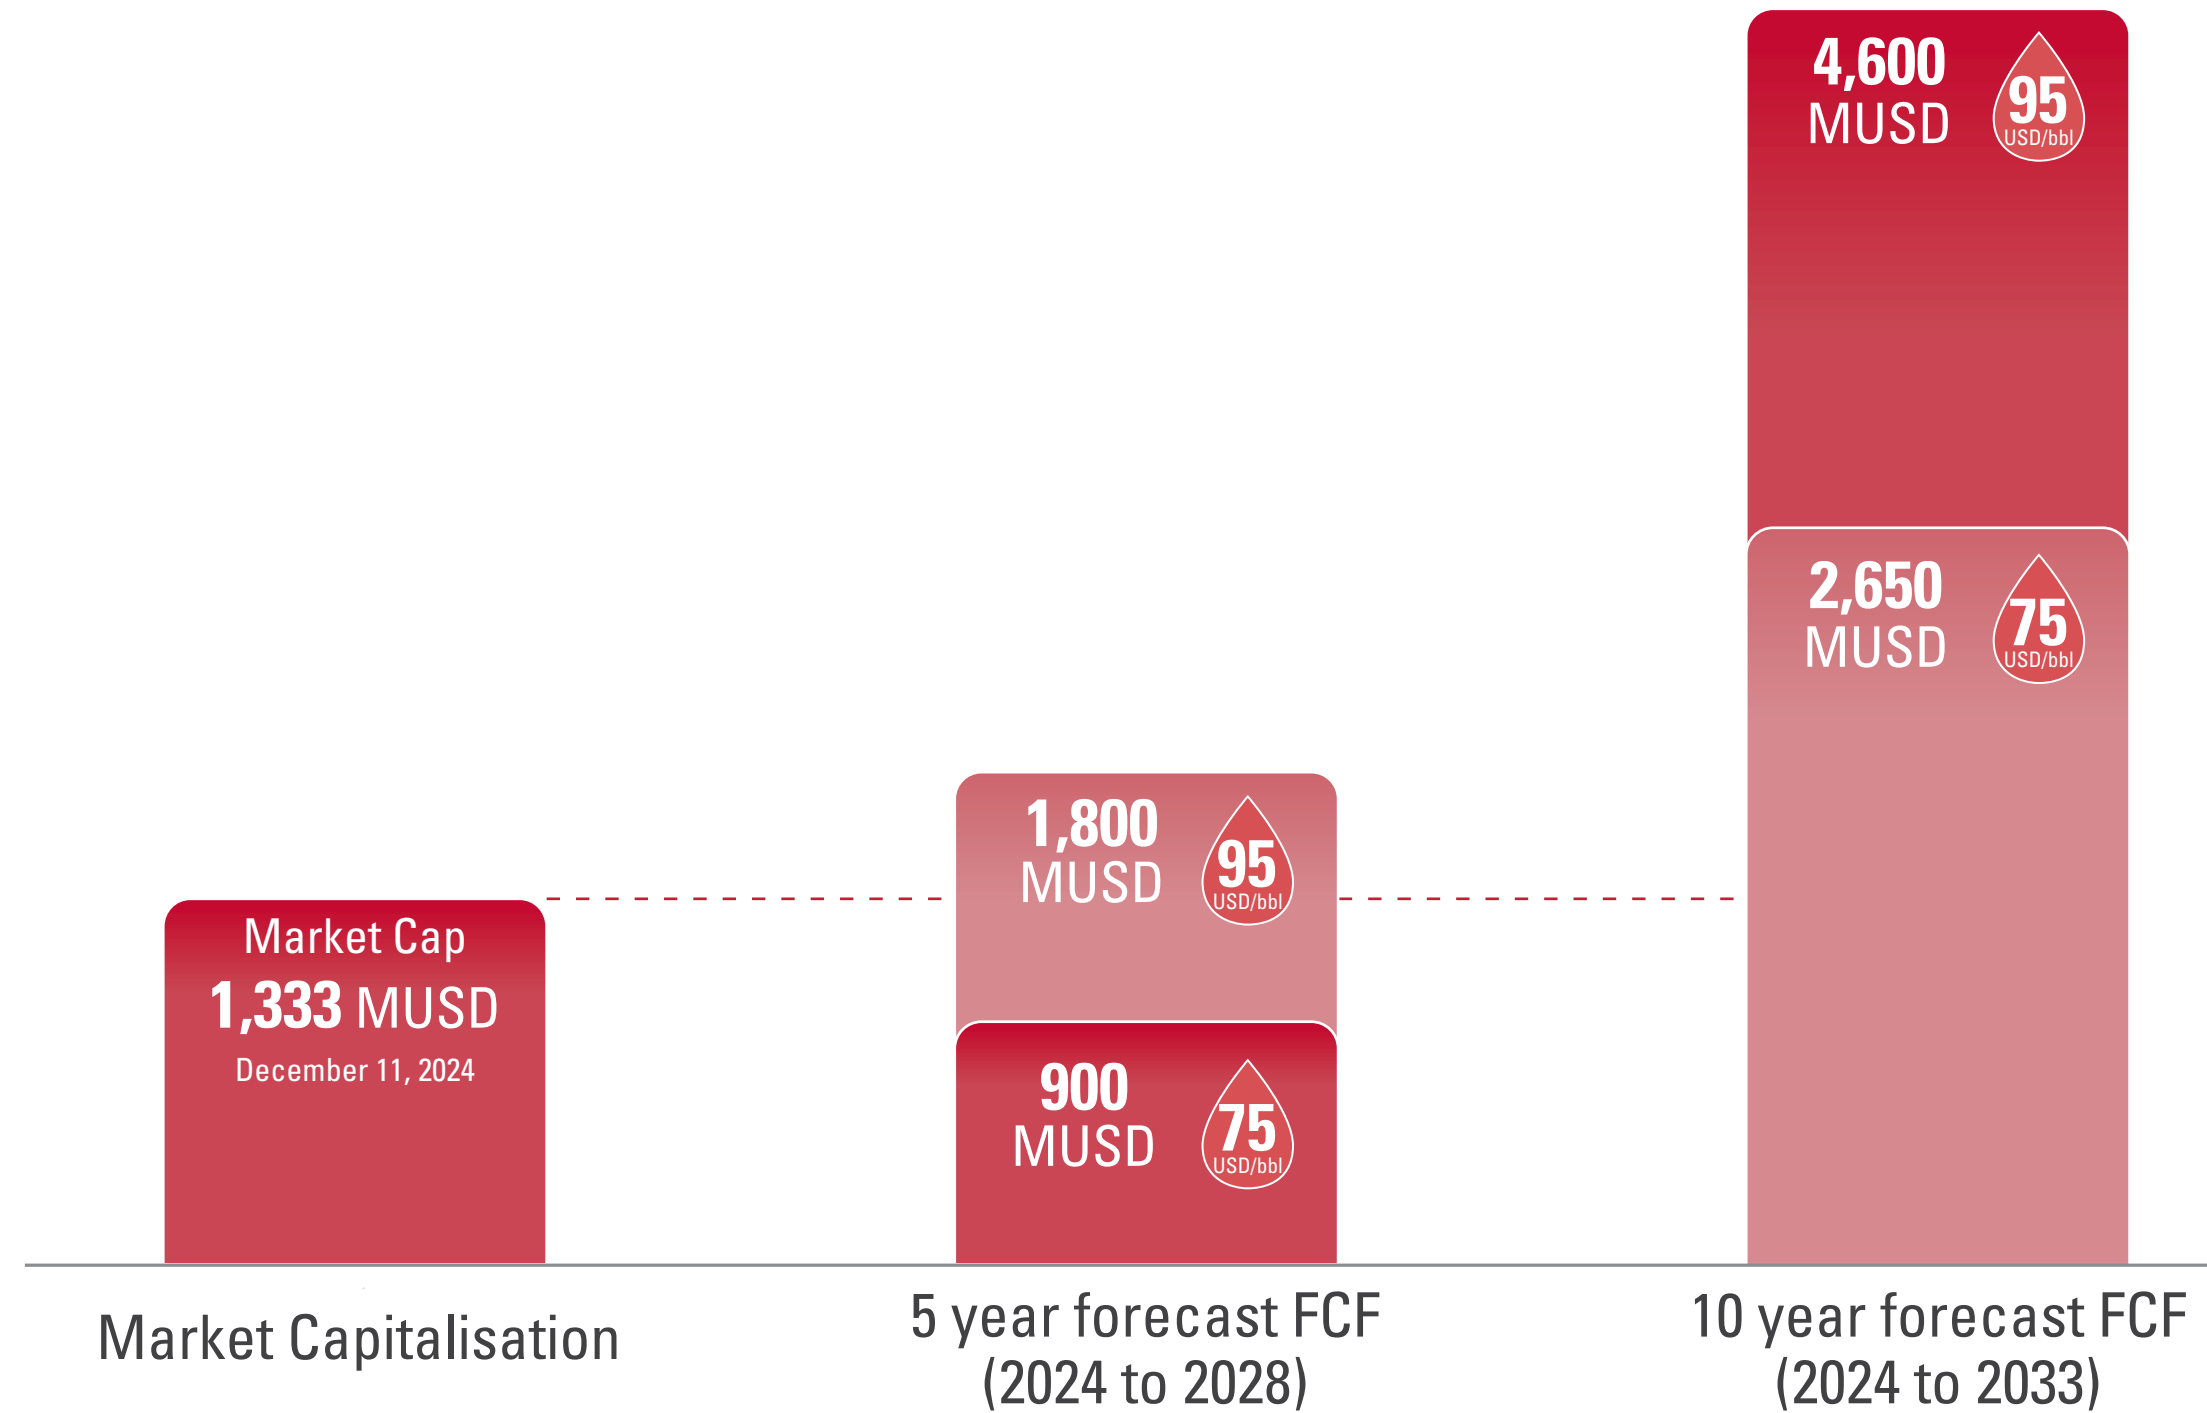 4,600
MUSD
95
USD/bbl
2,650
MUSD
75
USD/bbl
1,800
MUSD
95
USD/bbl
900
MUSD
75
USD/bbl
Market Cap
1,333 MUSD
December 11, 2024
Market Capitalisation
5 year forecast FCF
(2024 to 2028)
10 year forecast FCF
(2024 to 2033)